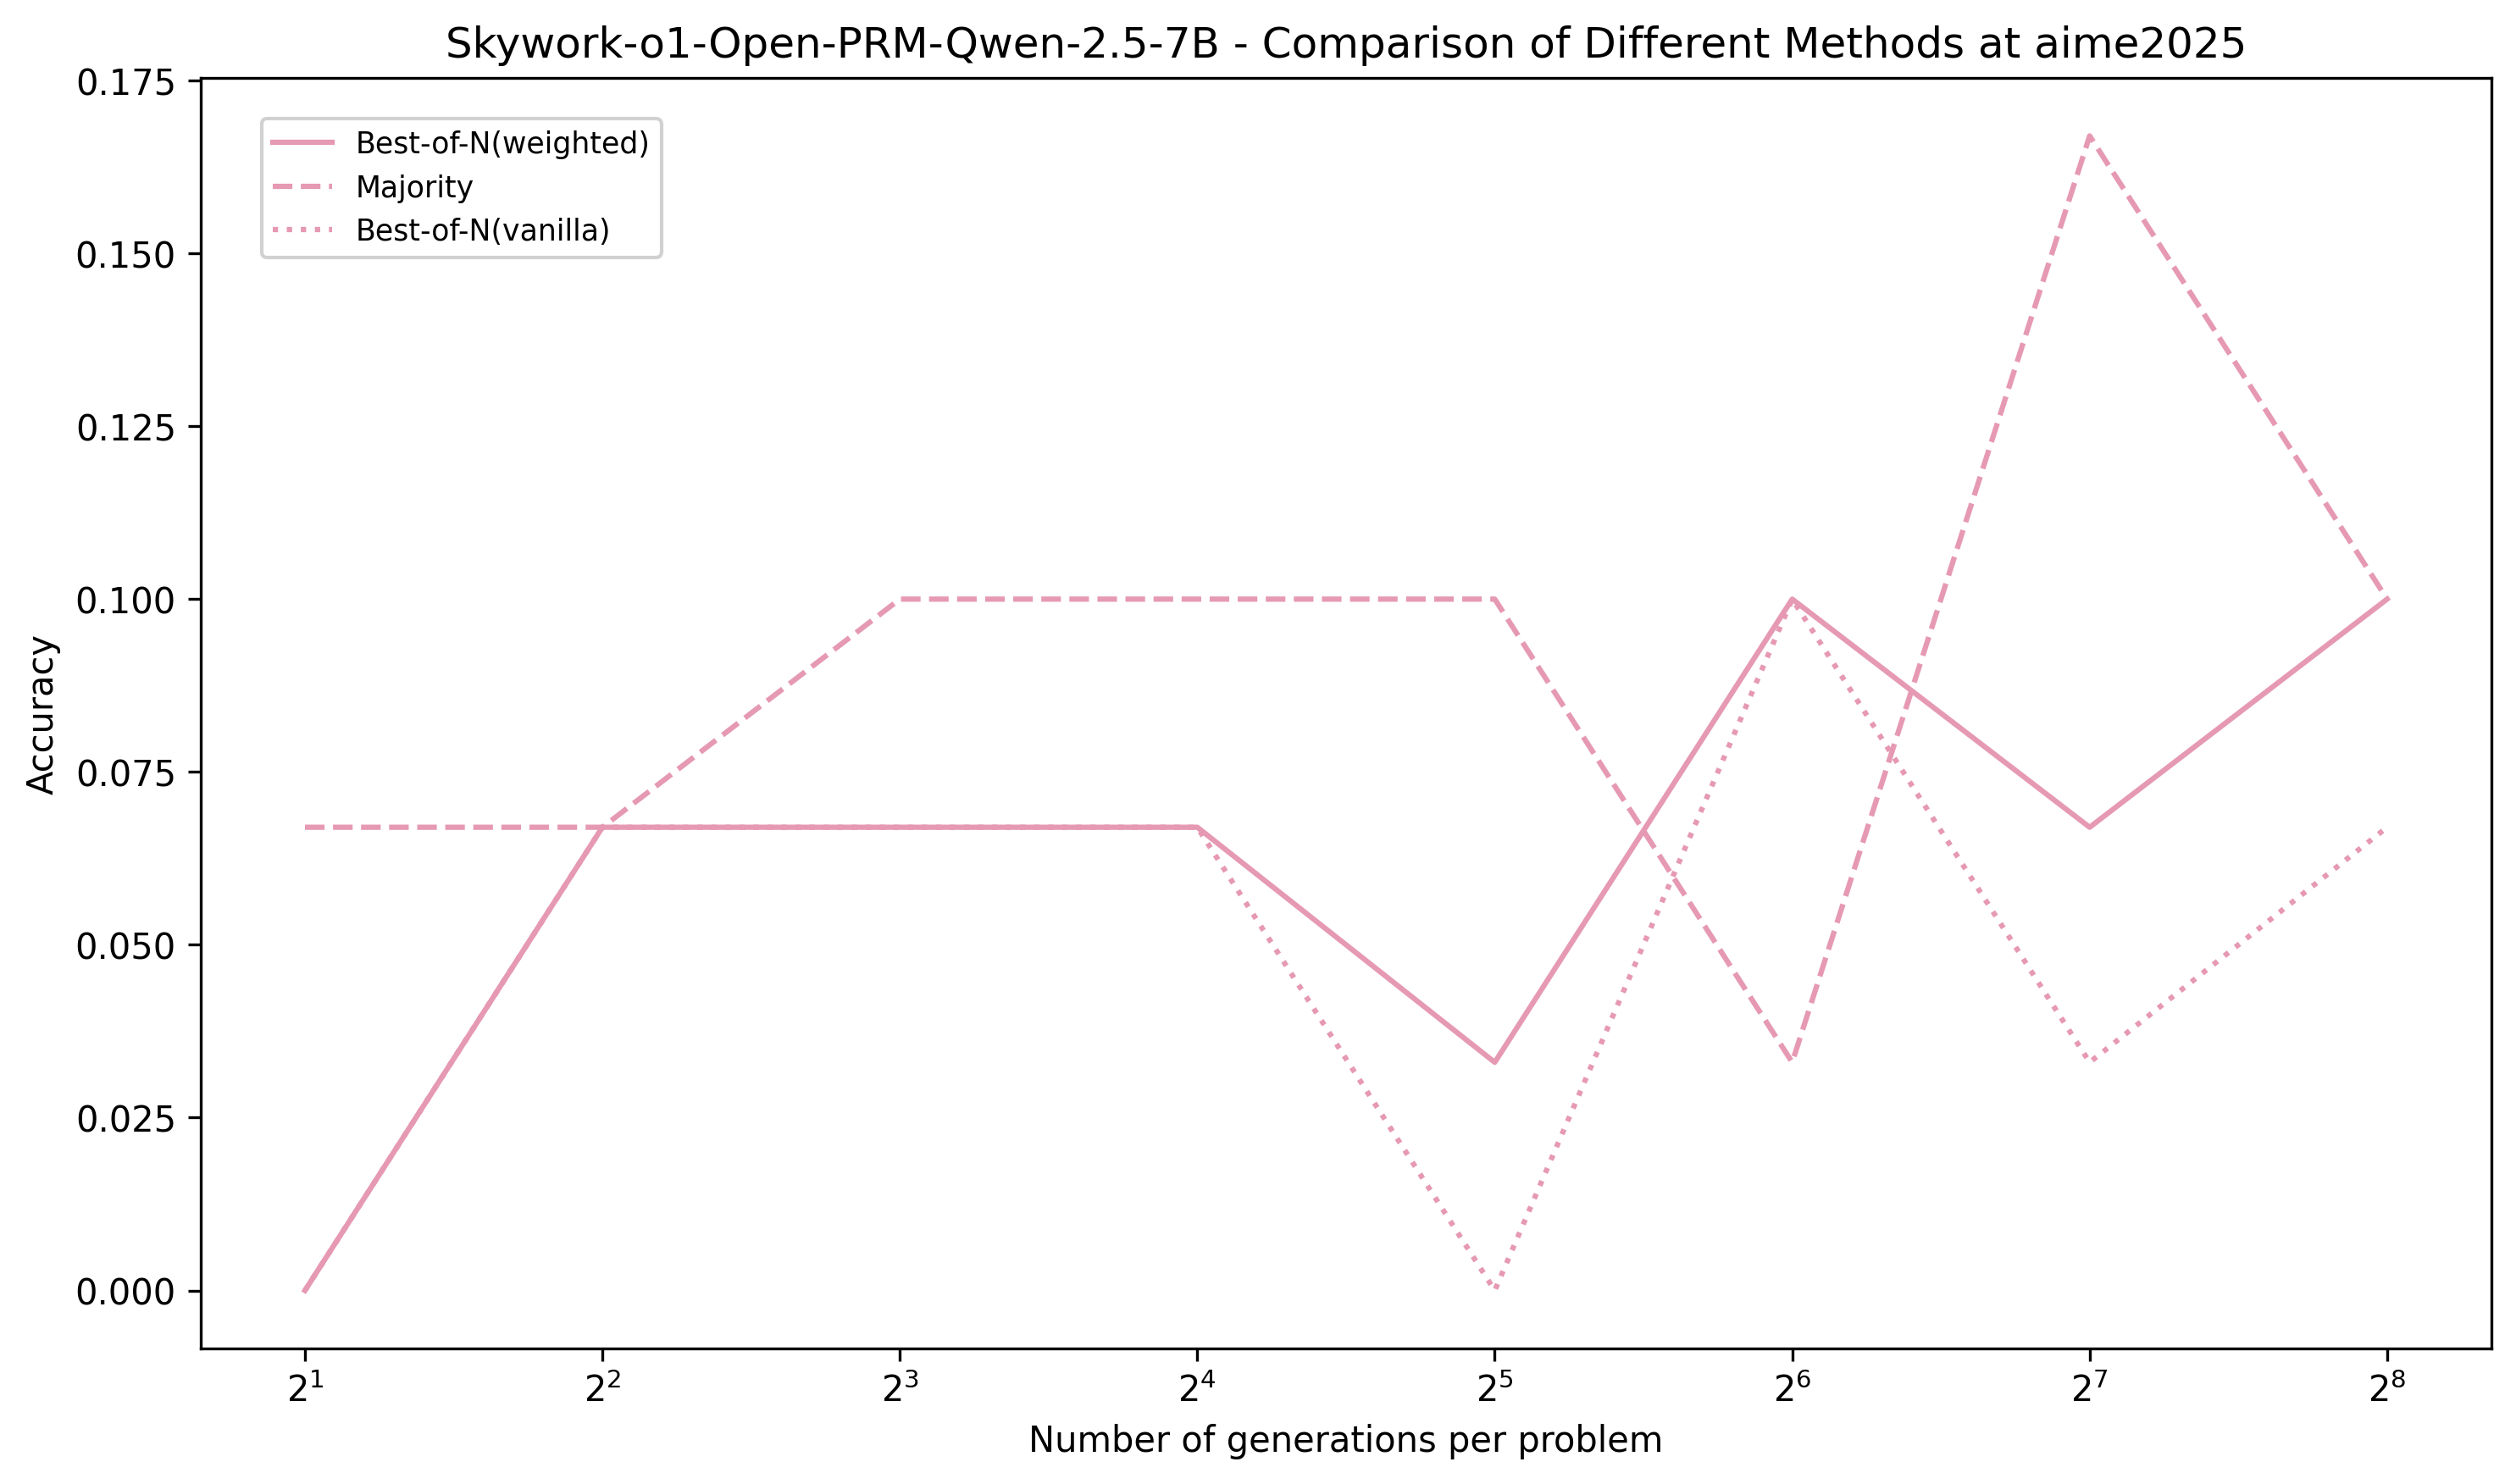 Skywork-o1-Open-PRM-Qwen-2.5-7B - Comparison of Different Methods at aime2025
0.175
0.150
0.125
0.100
0.075
0.050
0.025
0.000
Accuracy
Best-of-N(weighted)
Majority
Best-of-N(vanilla)
2¹ 2² 2³ 2⁴ 2⁵ 2⁶ 2⁷ 2⁸
Number of generations per problem